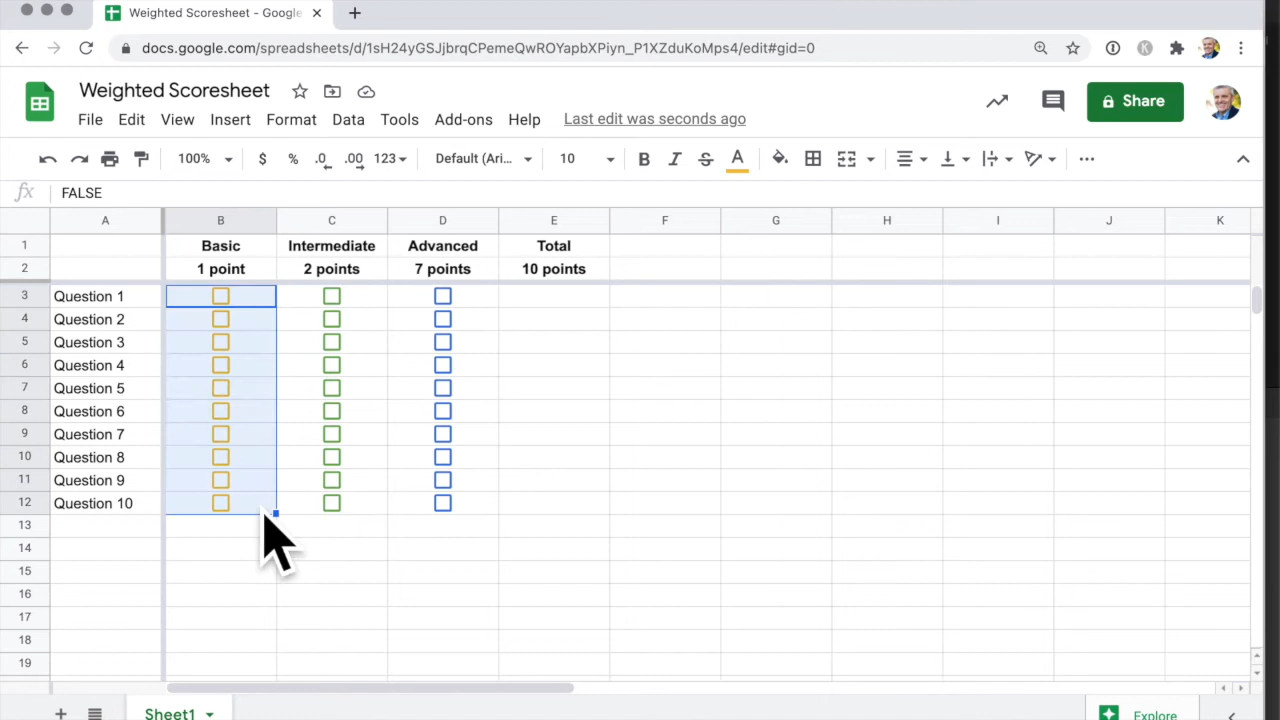 Weighted Scoresheet - Google
docs.google.com/spreadsheets/d/1sH24yGSJjbrqCPemeQwROYapbXPiyn_P1XZduKoMps4/edit#gid=0
K
Weighted Scoresheet
Share
File Edit View Insert Format Data Tools Add-ons Help Last edit was seconds ago
100% $ % .0 .00 123 Default (Ari... 10 B I S A
fx FALSE
A B C D E F G H I J K
1 Basic Intermediate Advanced Total
2 1 point 2 points 7 points 10 points
3 Question 1
4 Question 2
5 Question 3
6 Question 4
7 Question 5
8 Question 6
9 Question 7
10 Question 8
11 Question 9
12 Question 10
13
14
15
16
17
18
19
Sheet1 Explore